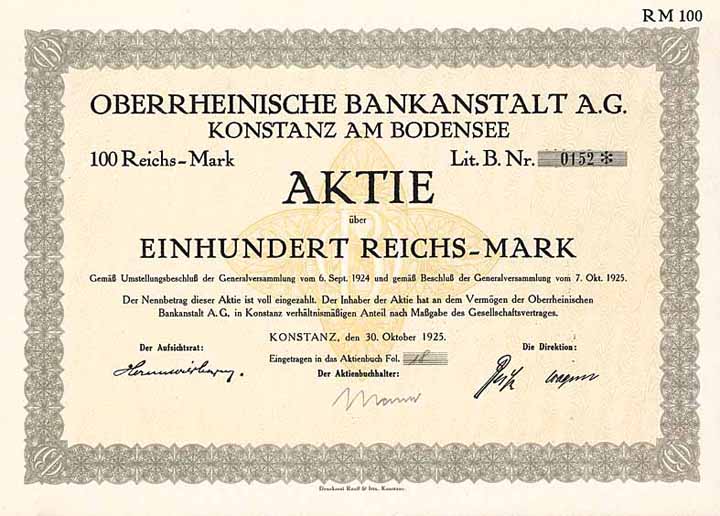 RM 100
OBERRHEINISCHE BANKANSTALT A.G.
KONSTANZ AM BODENSEE
100 Reichs-Mark Lit. B. Nr. 0152 *
AKTIE
über
EINHUNDERT REICHS-MARK
Gemäß Umstellungsbeschluß der Generalversammlung vom 6. Sept. 1924 und gemäß Beschluß der Generalversammlung vom 7. Okt. 1925.
Der Nennbetrag dieser Aktie ist voll eingezahlt. Der Inhaber der Aktie hat an dem Vermögen der Oberrheinischen
Bankanstalt A.G. in Konstanz verhältnismäßigen Anteil nach Maßgabe des Gesellschaftsvertrages.
KONSTANZ, den 30. Oktober 1925.
Der Aufsichtsrat: Die Direktion:
Eingetragen in das Aktienbuch Fol. 18
Der Aktienbuchhalter:
Druckerei Konstanz.